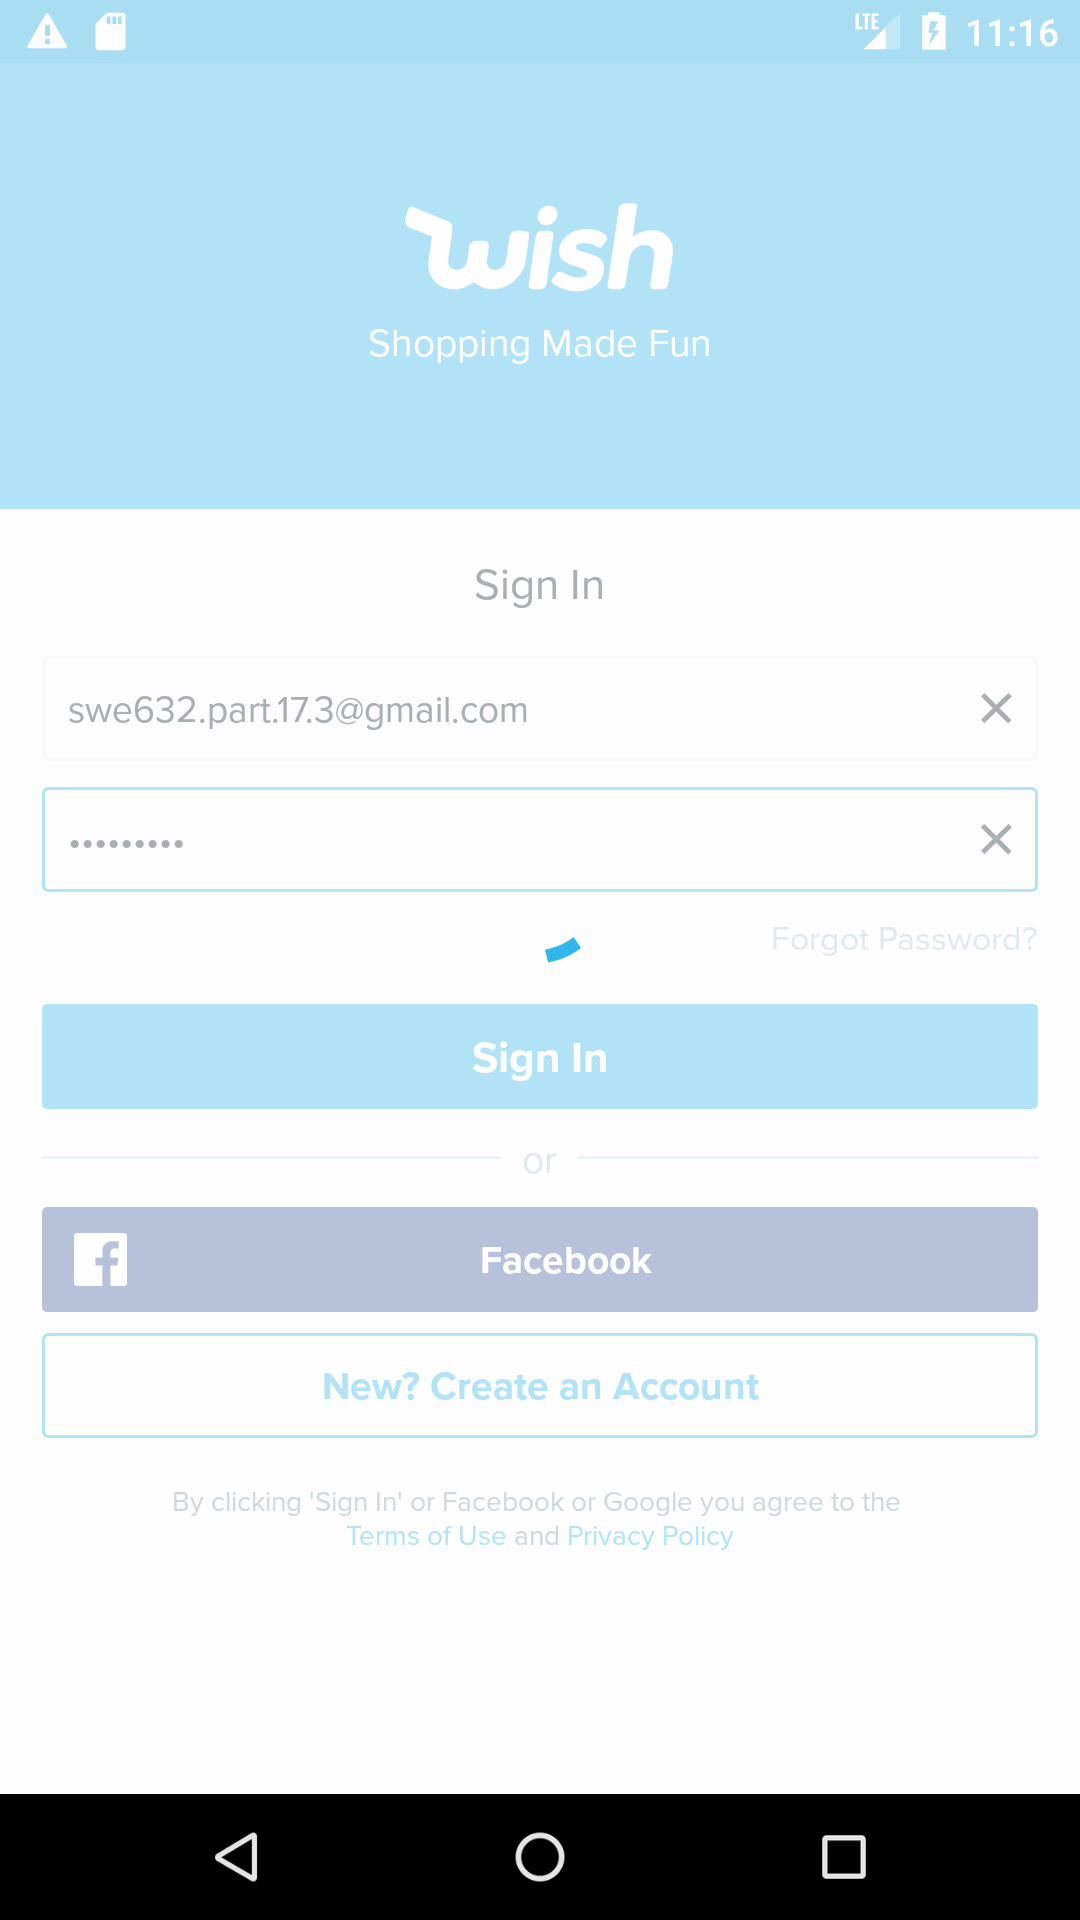 LTE 11:16
wish
Shopping Made Fun
Sign In
swe632.part.17.3@gmail.com
•••••••••
Forgot Password?
Sign In
or
Facebook
New? Create an Account
By clicking 'Sign In' or Facebook or Google you agree to the
Terms of Use and Privacy Policy